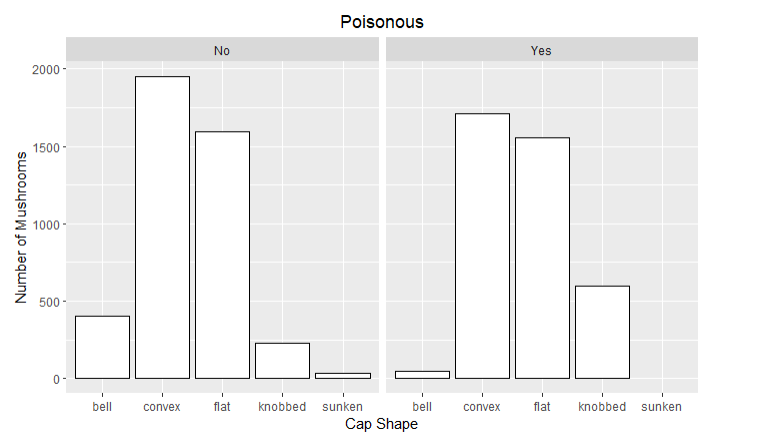 Poisonous
No Yes
2000
1500
1000
500
0
Number of Mushrooms
bell convex flat knobbed sunken bell convex flat knobbed sunken
Cap Shape